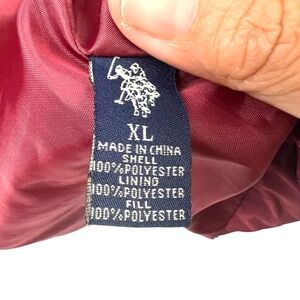 XL
MADE IN CHINA
SHELL
100%POLYESTER
LINING
100%POLYESTER
FILL
100%POLYESTER